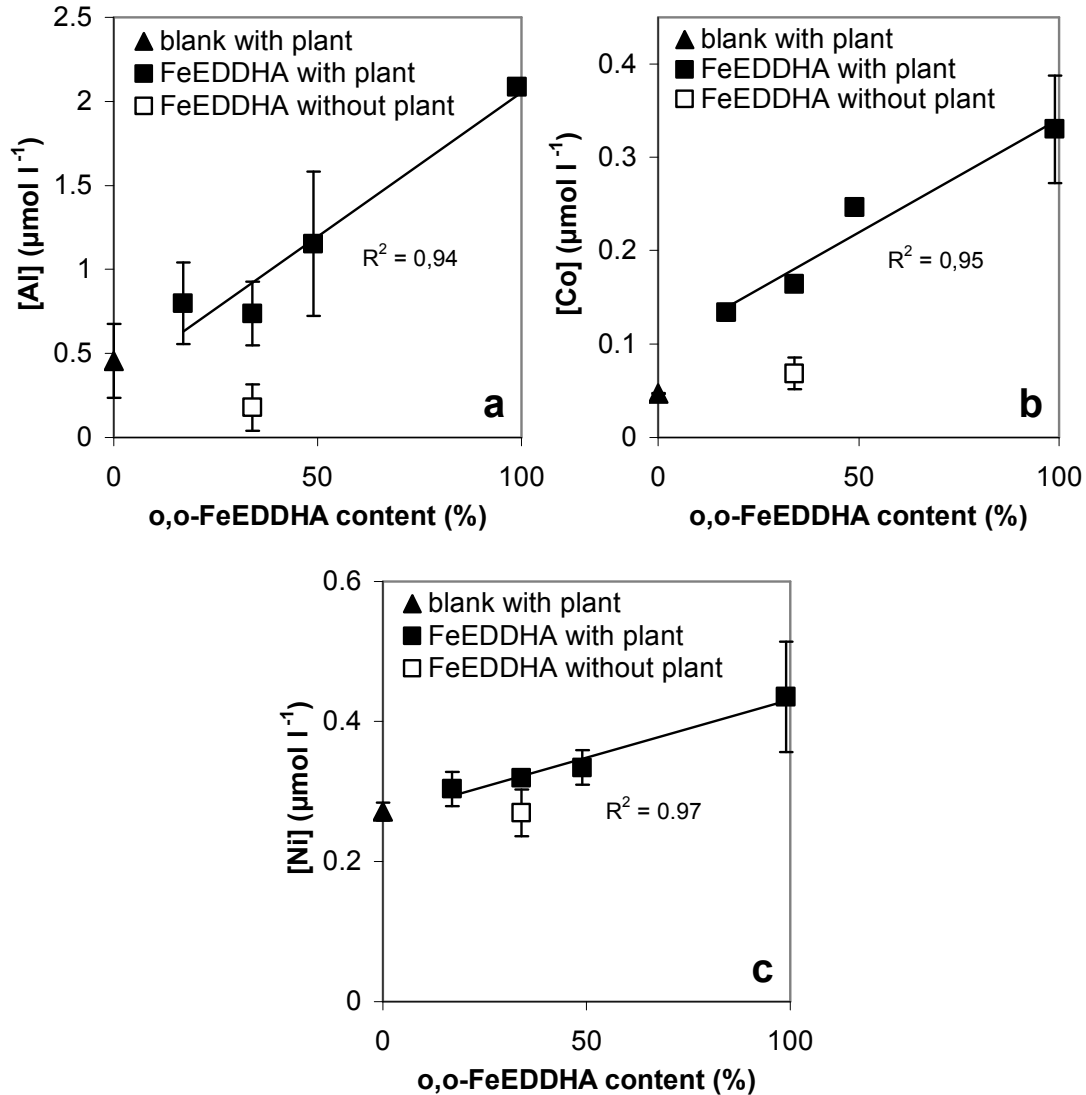 2.5
2
1.5
1
0.5
0
[Al] (µmol l⁻¹)
▲ blank with plant
■ FeEDDHA with plant
□ FeEDDHA without plant
R² = 0,94
a
0 50 100
o,o-FeEDDHA content (%)
0.4
0.3
0.2
0.1
0
[Co] (µmol l⁻¹)
▲ blank with plant
■ FeEDDHA with plant
□ FeEDDHA without plant
R² = 0,95
b
0 50 100
o,o-FeEDDHA content (%)
0.6
0.4
0.2
0
[Ni] (µmol l⁻¹)
▲ blank with plant
■ FeEDDHA with plant
□ FeEDDHA without plant
R² = 0.97
c
0 50 100
o,o-FeEDDHA content (%)